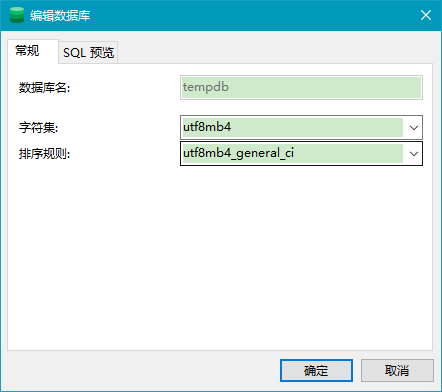 编辑数据库
常规
SQL 预览
数据库名:
tempdb
字符集:
utf8mb4
排序规则:
utf8mb4_general_ci
确定
取消